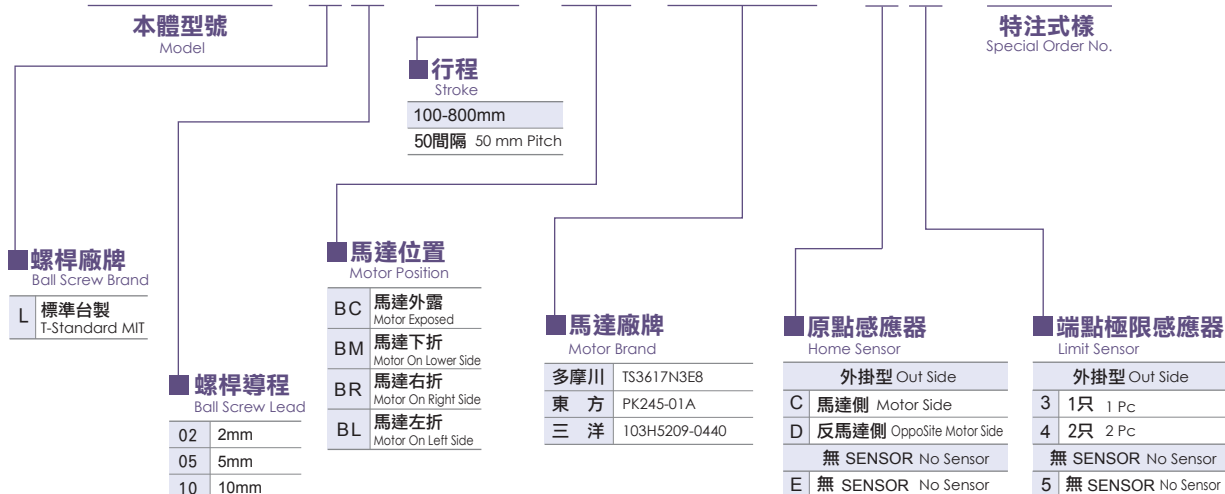 本體型號
Model
特注式樣
Special Order No.
行程
Stroke
100-800mm
50間隔 50 mm Pitch
螺桿廠牌
Ball Screw Brand
L 標準台製
T-Standard MIT
螺桿導程
Ball Screw Lead
02 2mm
05 5mm
10 10mm
馬達位置
Motor Position
BC 馬達外露
Motor Exposed
BM 馬達下折
Motor On Lower Side
BR 馬達右折
Motor On Right Side
BL 馬達左折
Motor On Left Side
馬達廠牌
Motor Brand
多摩川 TS3617N3E8
東 方 PK245-01A
三 洋 103H5209-0440
原點感應器
Home Sensor
外掛型 Out Side
C 馬達側 Motor Side
D 反馬達側 OppoSite Motor Side
無 SENSOR No Sensor
E 無 SENSOR No Sensor
端點極限感應器
Limit Sensor
外掛型 Out Side
3 1只 1 Pc
4 2只 2 Pc
無 SENSOR No Sensor
5 無 SENSOR No Sensor